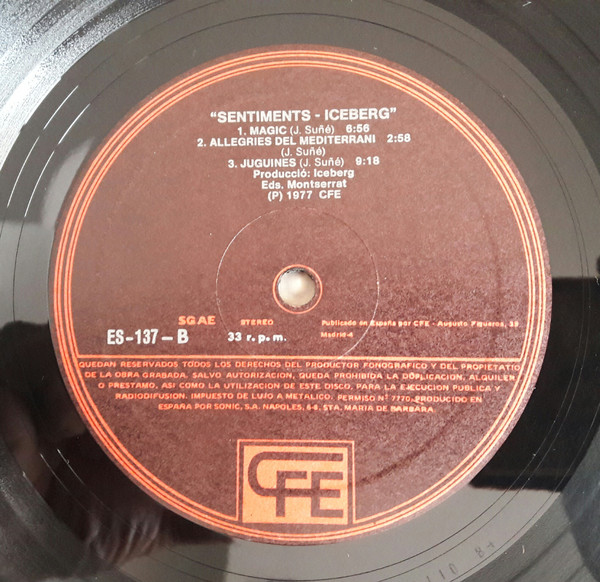 "SENTIMENTS - ICEBERG"
1. MAGIC (J. Suñé) 6:56
2. ALLEGRIES DEL MEDITERRANI 2:58
(J. Suñé)
3. JUGUINES (J. Suñé) 9:18
Producció: Iceberg
Eds. Montserrat
(P) 1977 CFE
SGAE STEREO Publicado en España por CFE - Augusto Figueroa, 39
ES-137-B 33 r. p. m. Madrid-4
QUEDAN RESERVADOS TODOS LOS DERECHOS DEL PRODUCTOR FONOGRAFICO Y DEL PROPIETATIO
DE LA OBRA GRABADA, SALVO AUTORIZACION, QUEDA PROHIBIDA LA DUPLICACION, ALQUILER
O PRESTAMO, ASI COMO LA UTILIZACION DE ESTE DISCO, PARA LA EJECUCION PUBLICA Y
RADIODIFUSION. IMPUESTO DE LUJO A METALICO. PERMISO Nº 7770, PRODUCIDO EN
ESPAÑA POR SONIC, S.A. NAPOLES, 4-6, STA. MARIA DE BARBARA
CFE